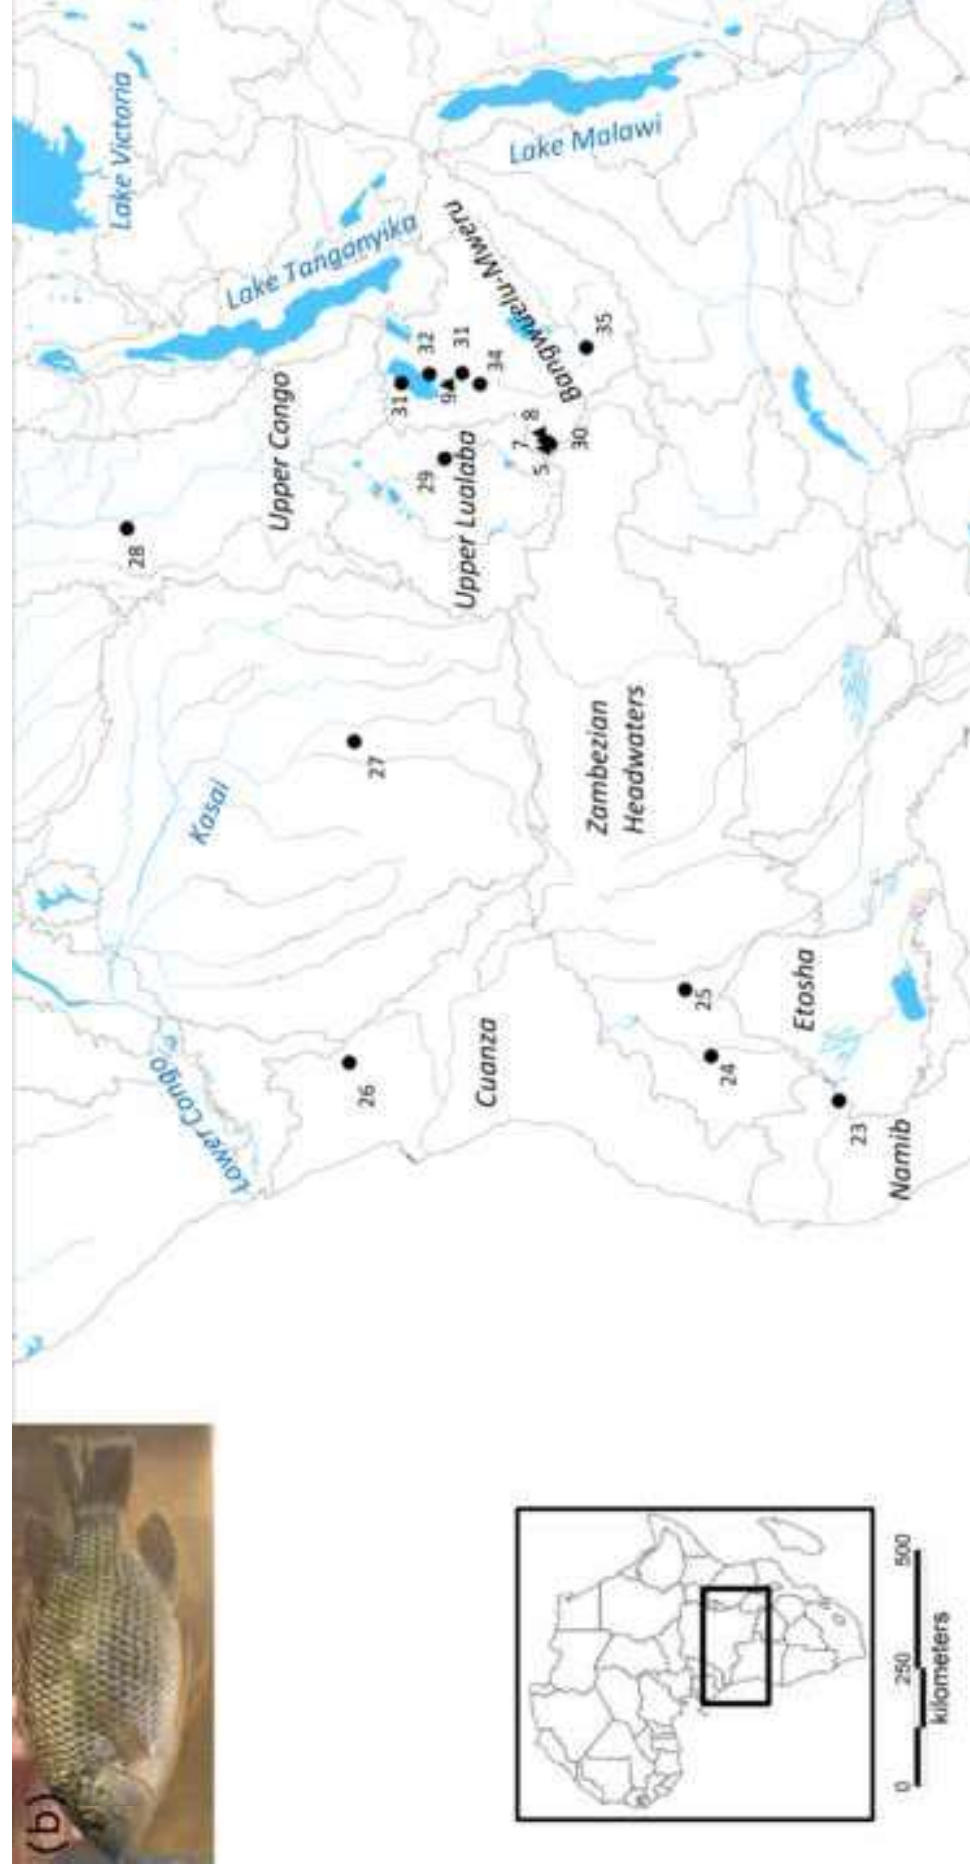 (b)
Lake Victoria
Lake Tanganyika
Lake Malawi
Lower Congo
Kasai
Upper Congo
28
26
27
31
32
29
9
31
34
Upper Lualaba
Bangwuelu-Mweru
Cuanza
5
7
8
30
35
Zambezian
Headwaters
25
24
Etosha
23
Namib
0
250
500
kilometers